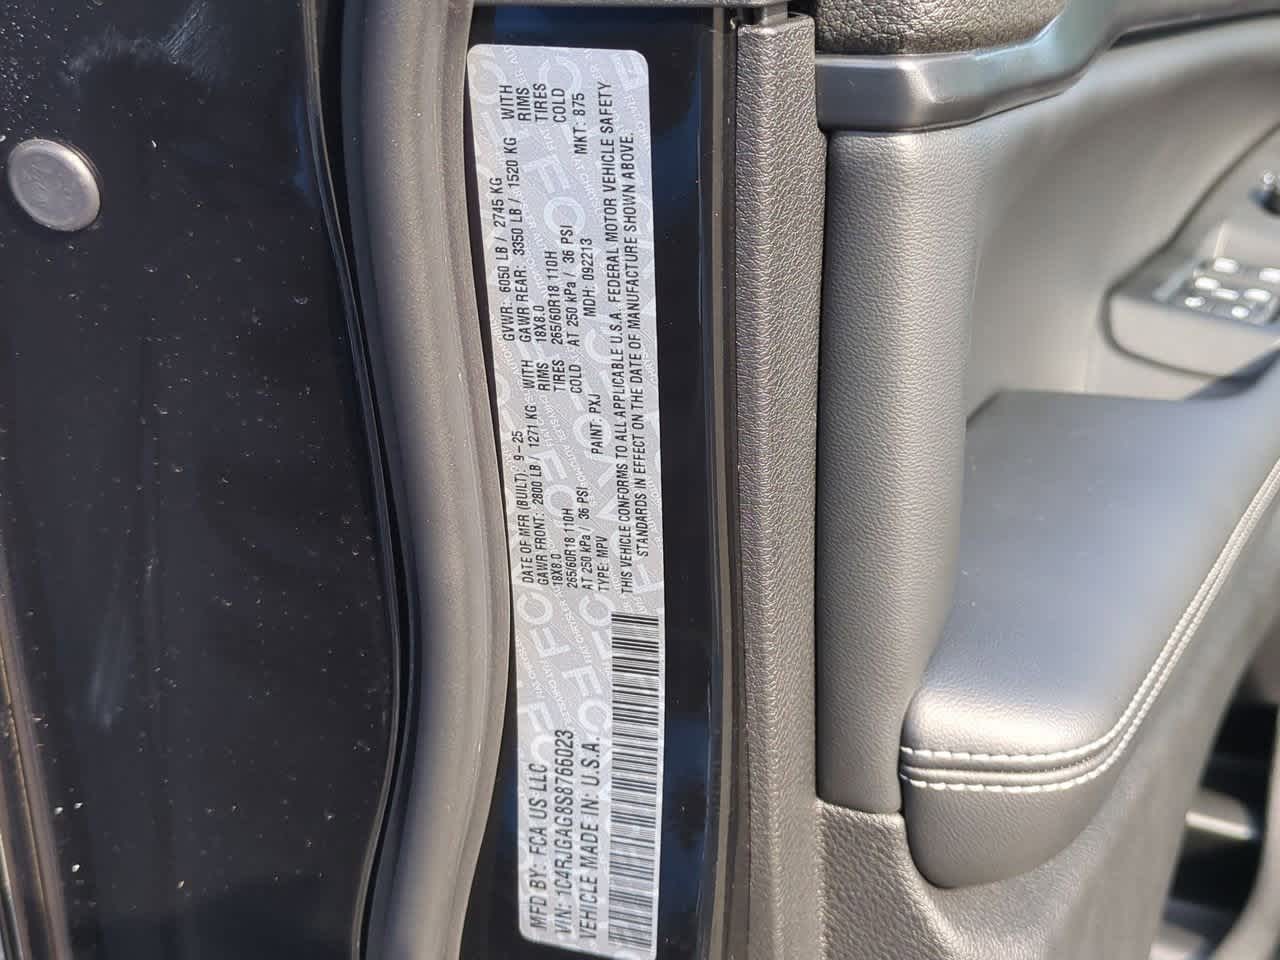 MFD BY: FCA US LLC
VIN: 1C4RJGAG8S8766023
VEHICLE MADE IN: U.S.A.
DATE OF MFR (BUILT): 9-25 GVWR: 6050 LB / 2745 KG
GAWR FRONT: 2800 LB / 1271 KG WITH GAWR REAR: 3350 LB / 1520 KG WITH
18X8.0 RIMS 18X8.0 RIMS
265/60R18 110H TIRES 265/60R18 110H TIRES
AT 250 kPa / 36 PSI COLD AT 250 kPa / 36 PSI COLD
TYPE: MPV PAINT: PXJ MDH: 092213 MKT: 875
THIS VEHICLE CONFORMS TO ALL APPLICABLE U.S.A. FEDERAL MOTOR VEHICLE SAFETY
STANDARDS IN EFFECT ON THE DATE OF MANUFACTURE SHOWN ABOVE.